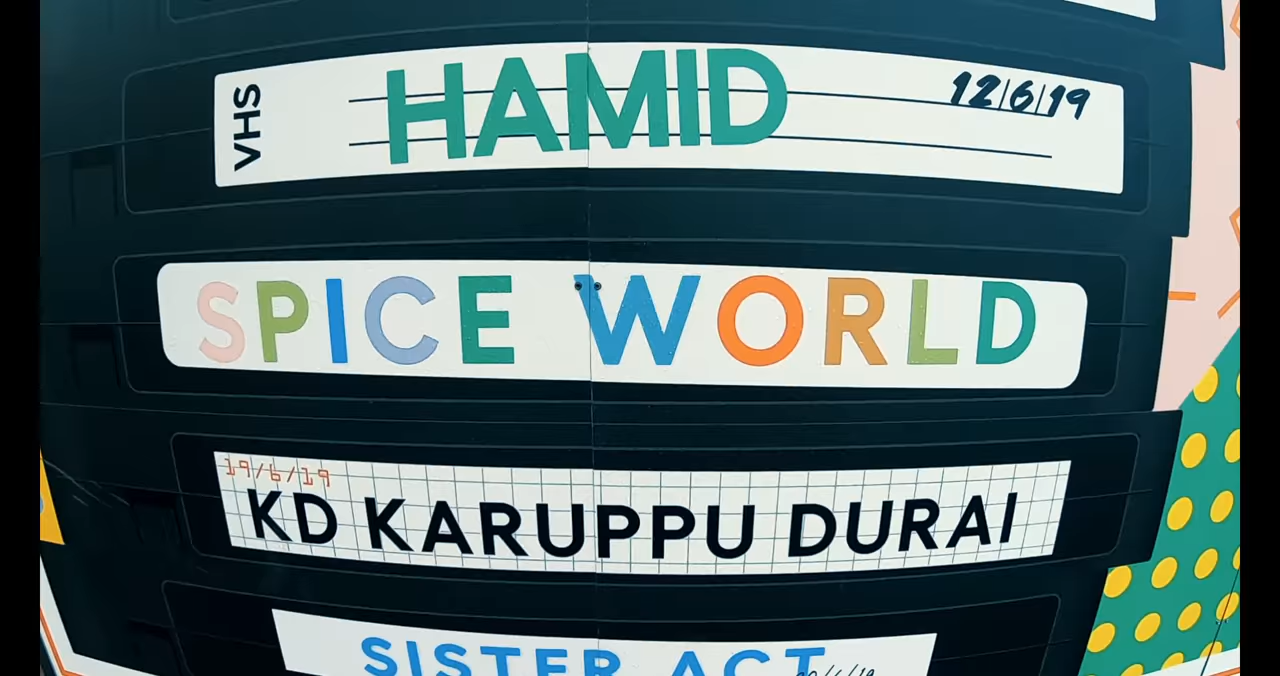 VHS
HAMID
12/6/19
SPICE WORLD
19/6/19
KD KARUPPU DURAI
SISTER ACT